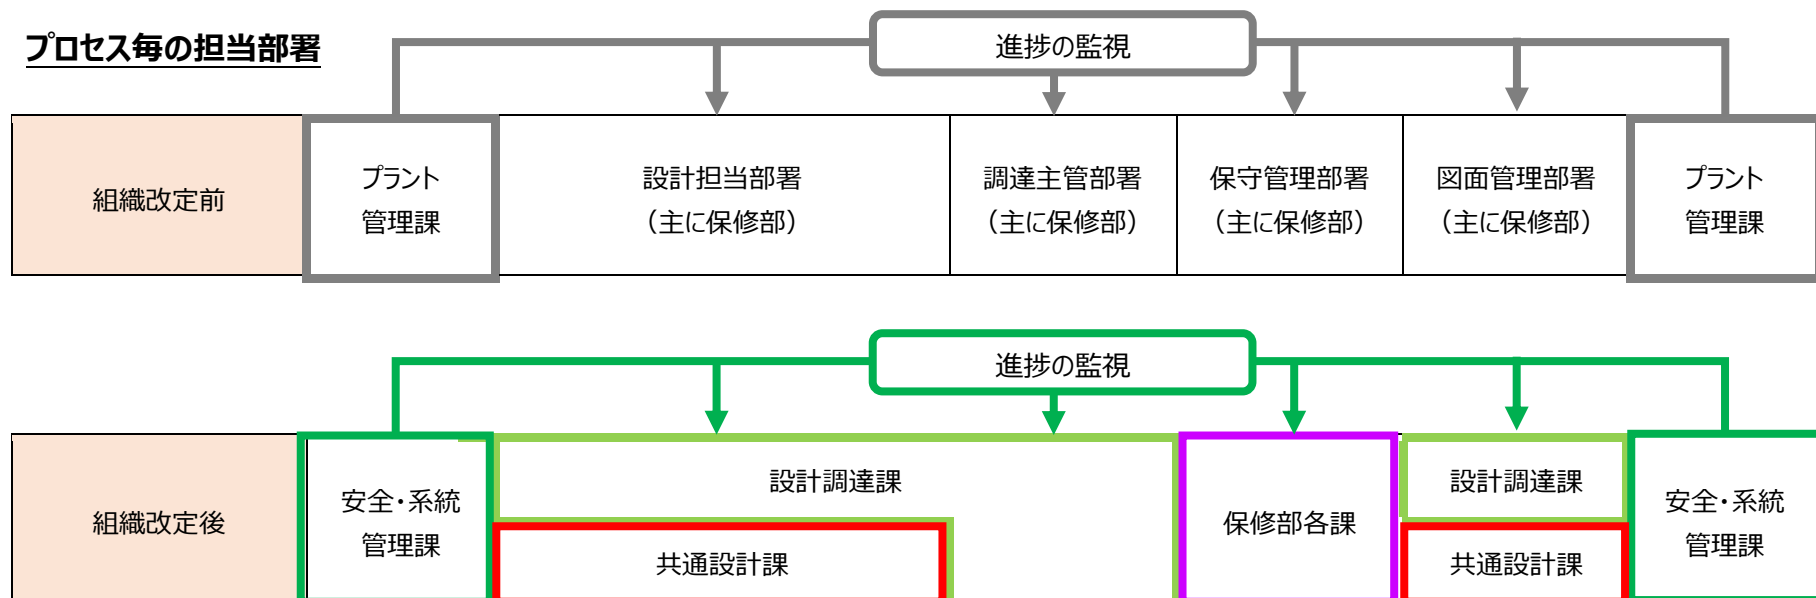 プロセス毎の担当部署
進捗の監視
組織改定前
プラント
管理課
設計担当部署
（主に保修部）
調達主管部署
（主に保修部）
保守管理部署
（主に保修部）
図面管理部署
（主に保修部）
プラント
管理課
進捗の監視
組織改定後
安全・系統
管理課
設計調達課
共通設計課
保修部各課
設計調達課
共通設計課
安全・系統
管理課